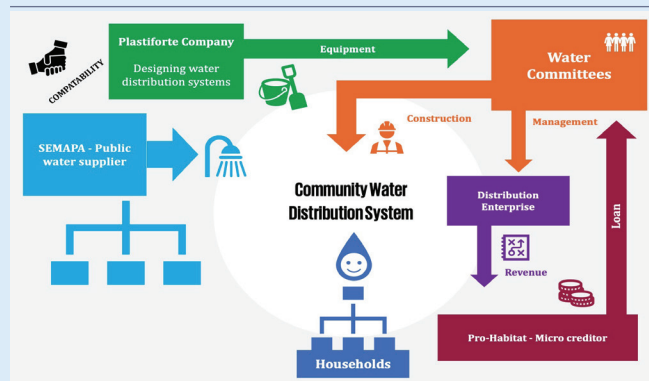 Plastiforte Company
Designing water
distribution systems
COMPATABILITY
Equipment
Water
Committees
Construction
Management
SEMAPA - Public
water supplier
Community Water
Distribution System
Distribution
Enterprise
Revenue
Loan
Pro-Habitat - Micro creditor
Households